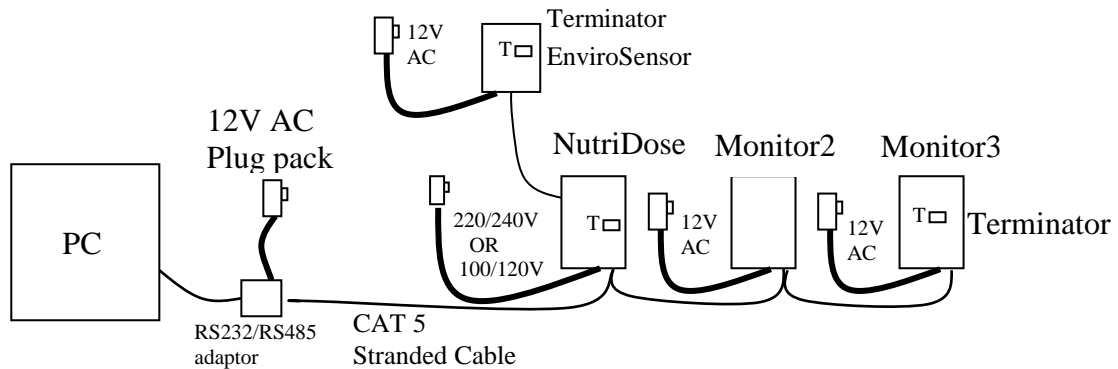 12V
AC
T
Terminator
EnviroSensor
12V AC
Plug pack
NutriDose
Monitor2
Monitor3
PC
220/240V
OR
100/120V
T
12V
AC
12V
AC
T
Terminator
RS232/RS485
adaptor
CAT 5
Stranded Cable